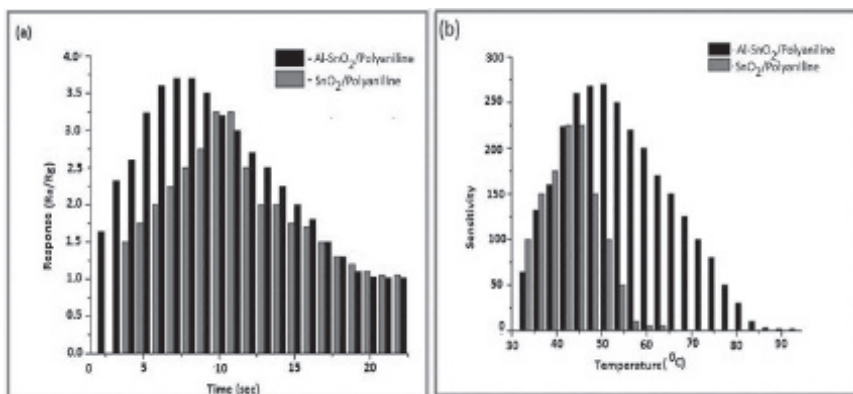 (a)
Al-SnO2/Polyaniline
SnO2/Polyaniline
4.0
3.5
3.0
2.5
2.0
1.5
1.0
0.5
0.0
Response (Ra/Rg)
0
5
10
15
20
Time (sec)
(b)
Al-SnO2/Polyaniline
SnO2/Polyaniline
300
250
200
150
100
50
0
Sensitivity
30
40
50
60
70
80
90
Temperature(0C)